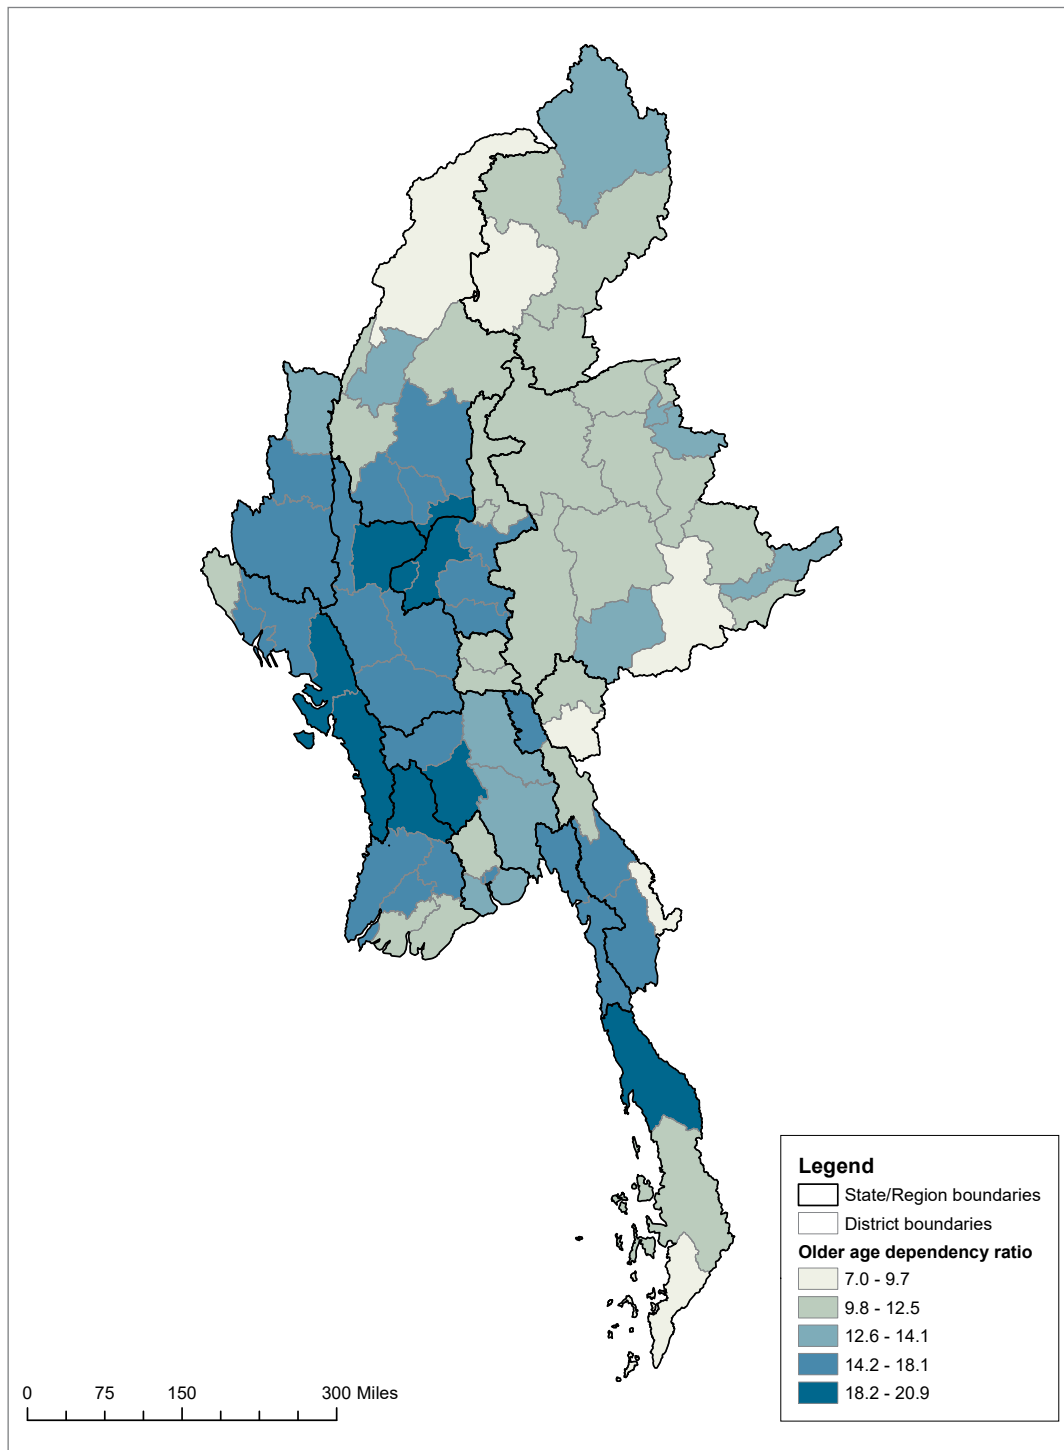 Legend
State/Region boundaries
District boundaries
Older age dependency ratio
7.0 - 9.7
9.8 - 12.5
12.6 - 14.1
14.2 - 18.1
18.2 - 20.9
0 75 150 300 Miles